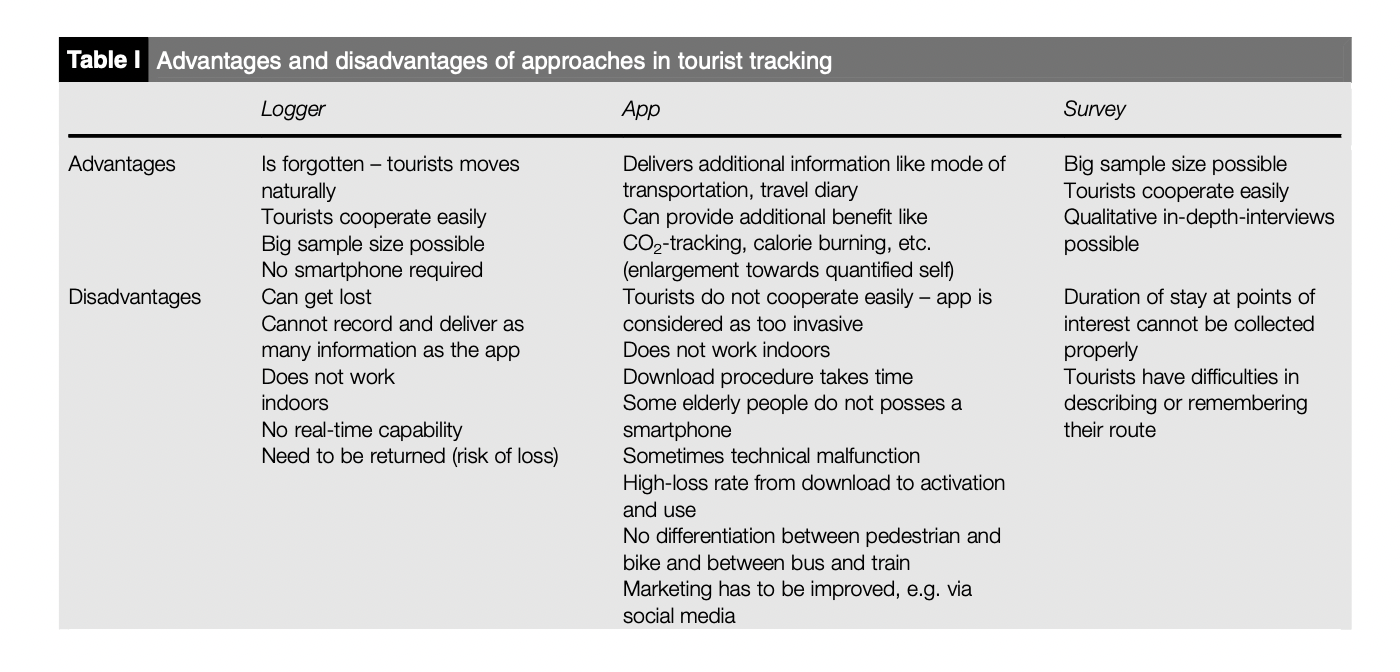 Table I Advantages and disadvantages of approaches in tourist tracking
Logger App Survey
Advantages
Is forgotten – tourists moves
naturally
Tourists cooperate easily
Big sample size possible
No smartphone required
Delivers additional information like mode of
transportation, travel diary
Can provide additional benefit like
CO₂-tracking, calorie burning, etc.
(enlargement towards quantified self)
Big sample size possible
Tourists cooperate easily
Qualitative in-depth-interviews
possible
Disadvantages
Can get lost
Cannot record and deliver as
many information as the app
Does not work
indoors
No real-time capability
Need to be returned (risk of loss)
Tourists do not cooperate easily – app is
considered as too invasive
Does not work indoors
Download procedure takes time
Some elderly people do not posses a
smartphone
Sometimes technical malfunction
High-loss rate from download to activation
and use
No differentiation between pedestrian and
bike and between bus and train
Marketing has to be improved, e.g. via
social media
Duration of stay at points of
interest cannot be collected
properly
Tourists have difficulties in
describing or remembering
their route